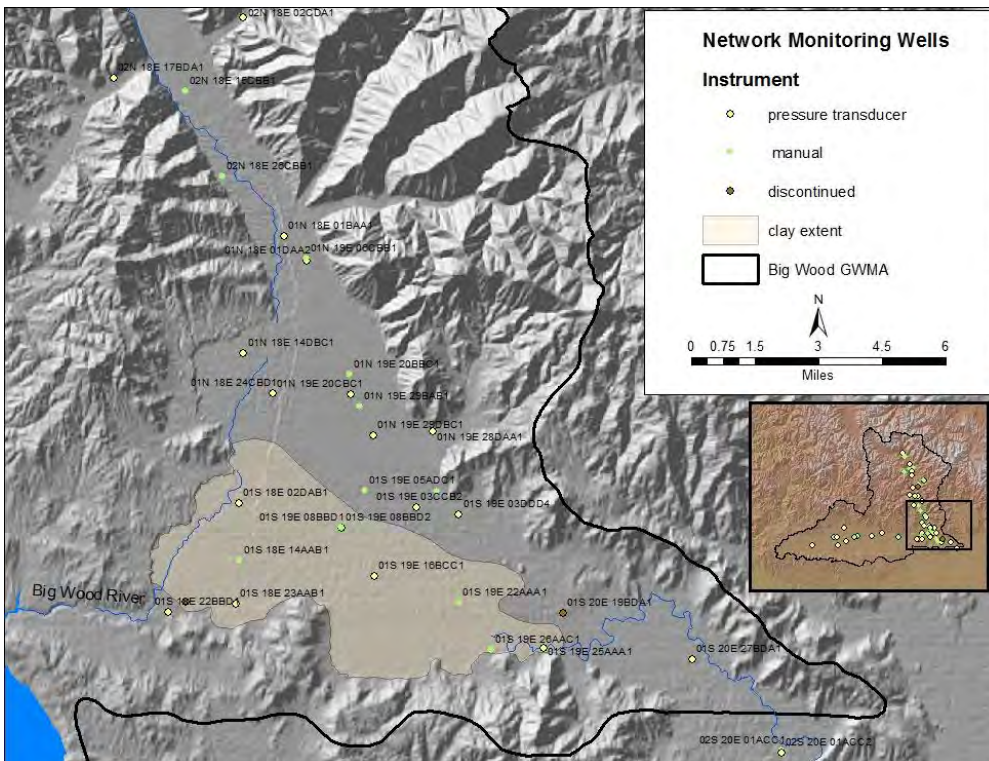 02N 18E 02CDA1
02N 18E 17BDA1
02N 18E 15CBB1
02N 18E 26CBB1
01N 18E 01BAA1
01N 18E 01DAA2
01N 19E 06CBB1
01N 18E 14DBC1
01N 19E 20BBC1
01N 18E 24CBD1
01N 19E 20CBC1
01N 19E 29BAB1
01N 19E 28DAA1
01S 19E 05ADC1
01S 18E 02DAB1
01S 19E 03CCB2
01S 19E 03DDD4
01S 19E 08BBD1
01S 19E 08BBD2
01S 18E 14AAB1
01S 19E 16BCC1
Big Wood River
01S 18E 22BBD1
01S 18E 23AAB1
01S 19E 22AAA1
01S 20E 19BDA1
01S 19E 26AAC1
01S 19E 25AAA1
01S 20E 27BDA1
02S 20E 01ACC1
02S 20E 01ACC2
Network Monitoring Wells
Instrument
pressure transducer
manual
discontinued
clay extent
Big Wood GWMA
N
0 0.75 1.5 3 4.5 6
Miles